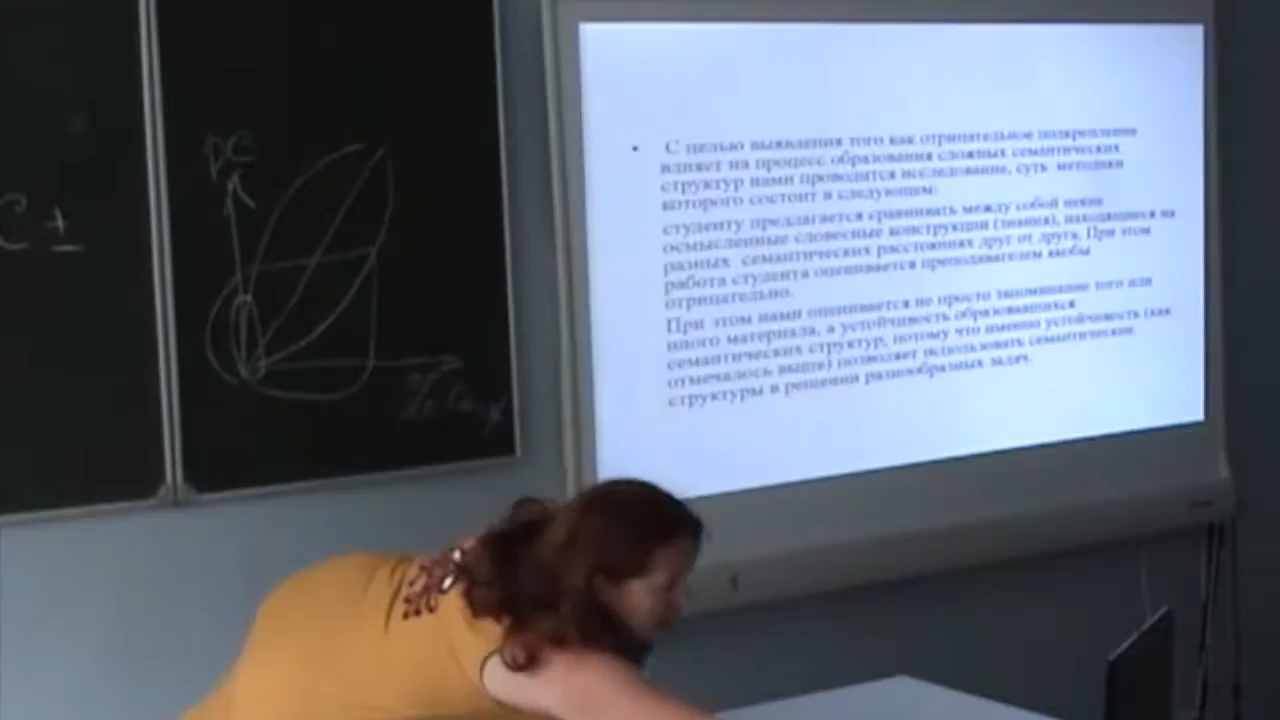 С ±
• С целью выявления того как отрицательное подкрепление
влияет на процесс образования сложных семантических
структур нами проводится исследование, суть методики
которого состоит в следующем:
студенту предлагается сравнивать между собой некие
осмысленные словесные конструкции (знания), находящиеся на
разных семантических расстояниях друг от друга. При этом
работа студента оценивается преподавателем якобы
отрицательно.
При этом нами оценивается не просто запоминание того или
иного материала, а устойчивость образовавшихся
семантических структур, потому что именно устойчивость (как
отмечалось выше) позволяет использовать семантические
структуры в решении разнообразных задач.